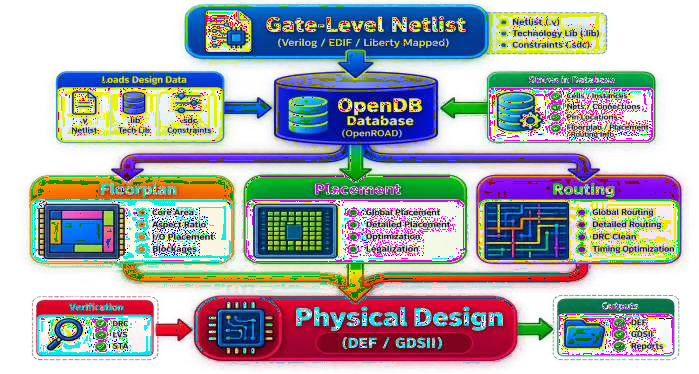 Gate-Level Netlist
(Verilog / EDIF / Liberty Mapped)
Netlist (.v)
Technology Lib (.lib)
Constraints (.sdc)
Loads Design Data
.v
Netlist
.lib
Tech Lib
.sdc
Constraints
OpenDB
Database
(OpenROAD)
Stores in Database
Cells / Instances
Nets / Connections
Pin Locations
Floorplan / Placement
Routing Info
Floorplan
Core Area
Aspect Ratio
I/O Placement
Blockages
Placement
Global Placement
Detailed Placement
Optimization
Legalization
Routing
Global Routing
Detailed Routing
DRC Clean
Timing Optimization
Verification
DRC
LVS
STA
Physical Design
(DEF / GDSII)
Outputs
DEF
GDSII
Reports